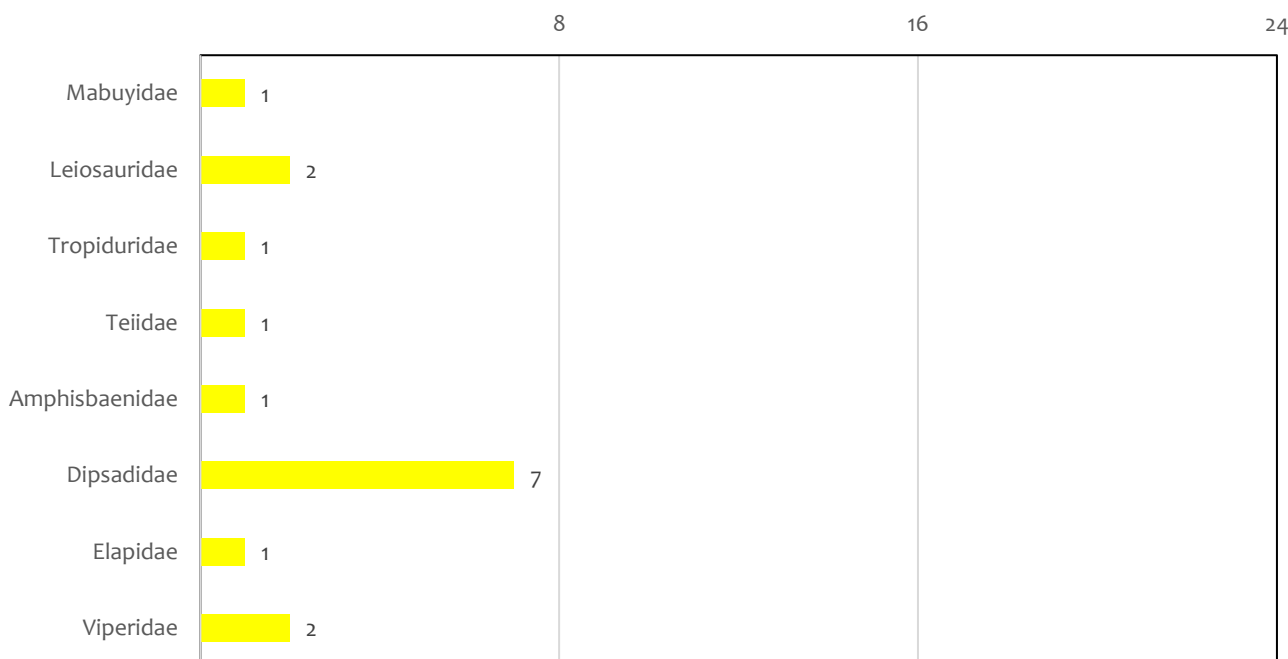 8 16 24
Mabuyidae 1
Leiosauridae 2
Tropiduridae 1
Teiidae 1
Amphisbaenidae 1
Dipsadidae 7
Elapidae 1
Viperidae 2